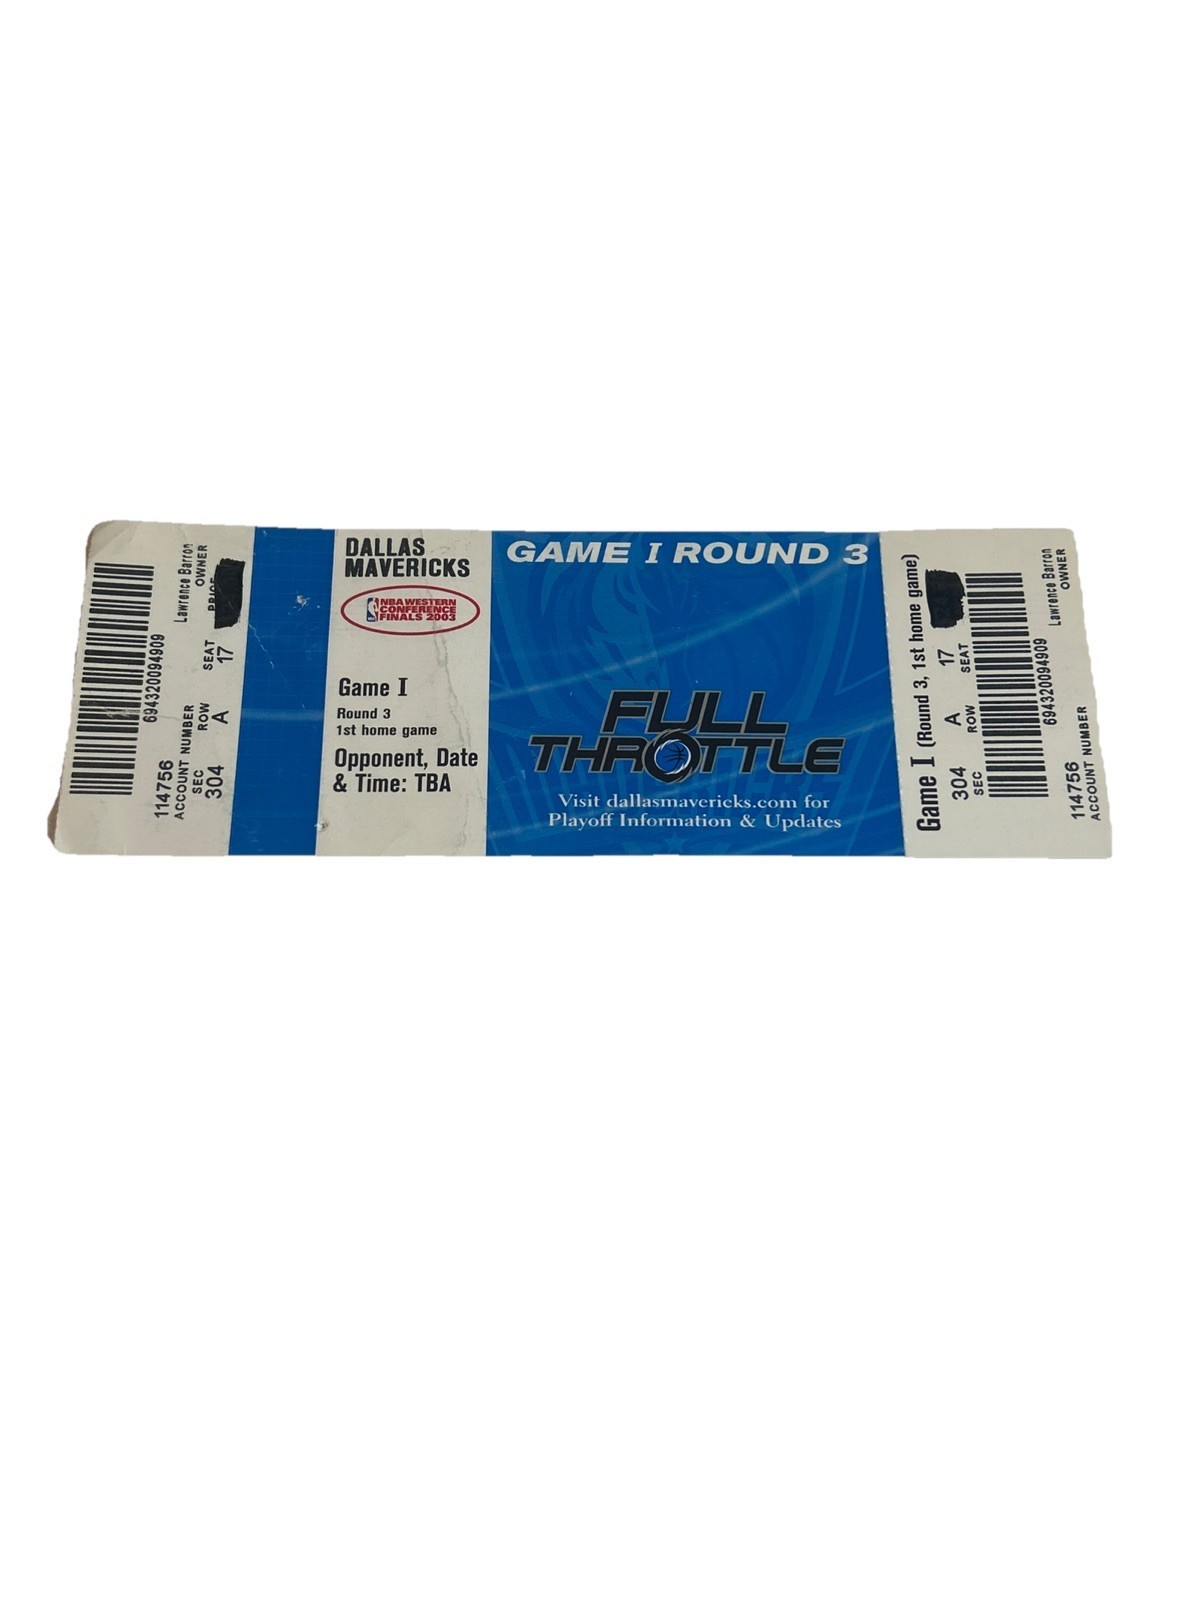 694320094909
Lawrence Barron
OWNER
PRICE
114756
ACCOUNT NUMBER
SEC ROW SEAT
304 A 17
DALLAS
MAVERICKS
NBA WESTERN
CONFERENCE
FINALS 2003
Game I
Round 3
1st home game
Opponent, Date
& Time: TBA
GAME I ROUND 3
FULL
THROTTLE
Visit dallasmavericks.com for
Playoff Information & Updates
Game I (Round 3, 1st home game)
304 A 17
SEC ROW SEAT
694320094909
Lawrence Barron
OWNER
114756
ACCOUNT NUMBER